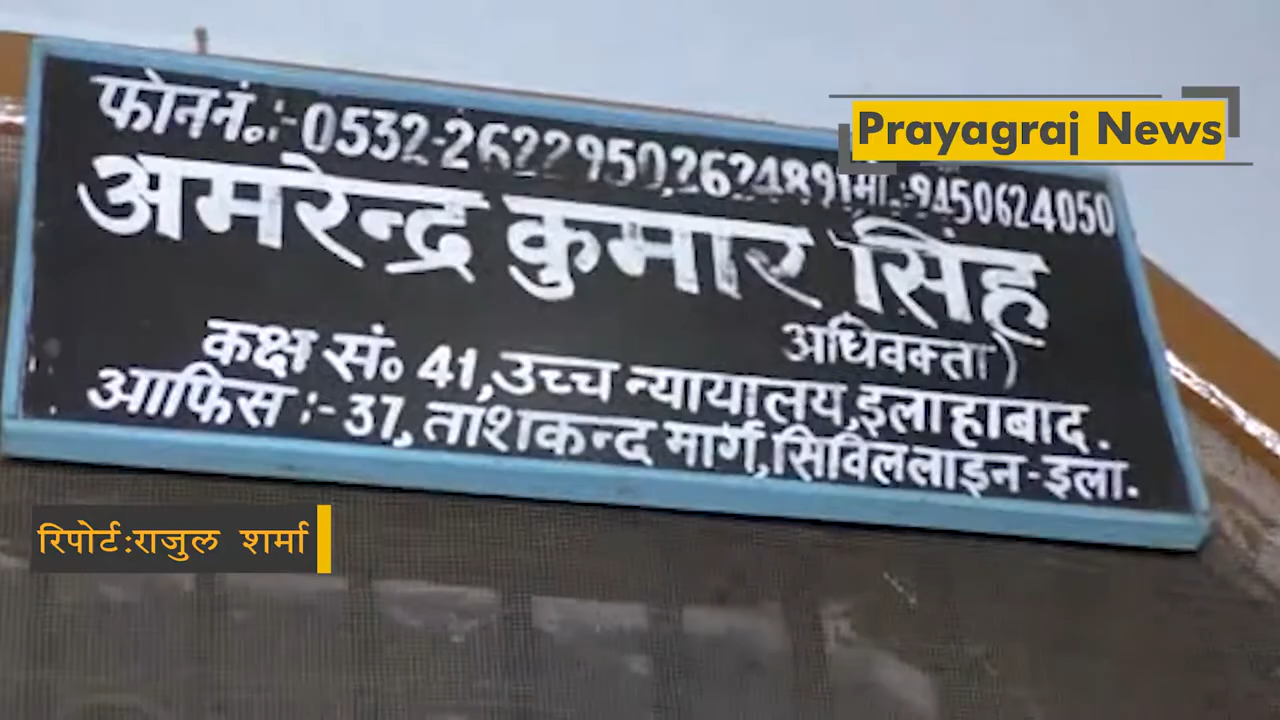 Prayagraj News
फोननं.:-0532-2622950,2624891मो.:-9450624050
अमरेन्द्र कुमार सिंह
अधिवक्ता)
कक्ष सं० 41,उच्च न्यायालय,इलाहाबाद.
आफिस :- 37, ताशकन्द मार्ग,सिविललाइन-इला.
रिपोर्ट:राजुल शर्मा